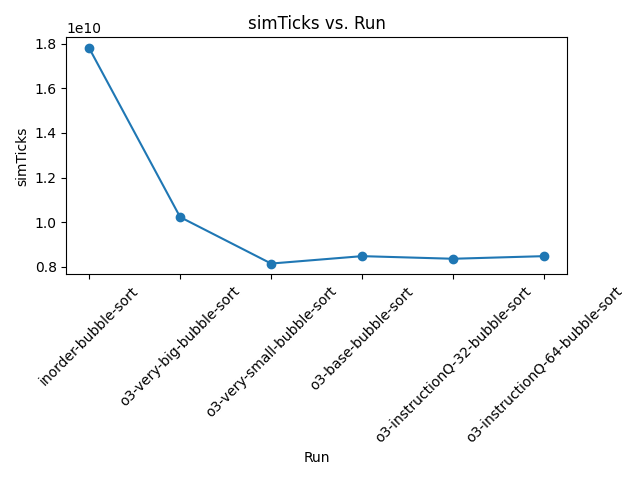 simTicks vs. Run
1e10
1.8
1.6
1.4
1.2
1.0
0.8
simTicks
inorder-bubble-sort
o3-very-big-bubble-sort
o3-very-small-bubble-sort
o3-base-bubble-sort
o3-instructionQ-32-bubble-sort
o3-instructionQ-64-bubble-sort
Run